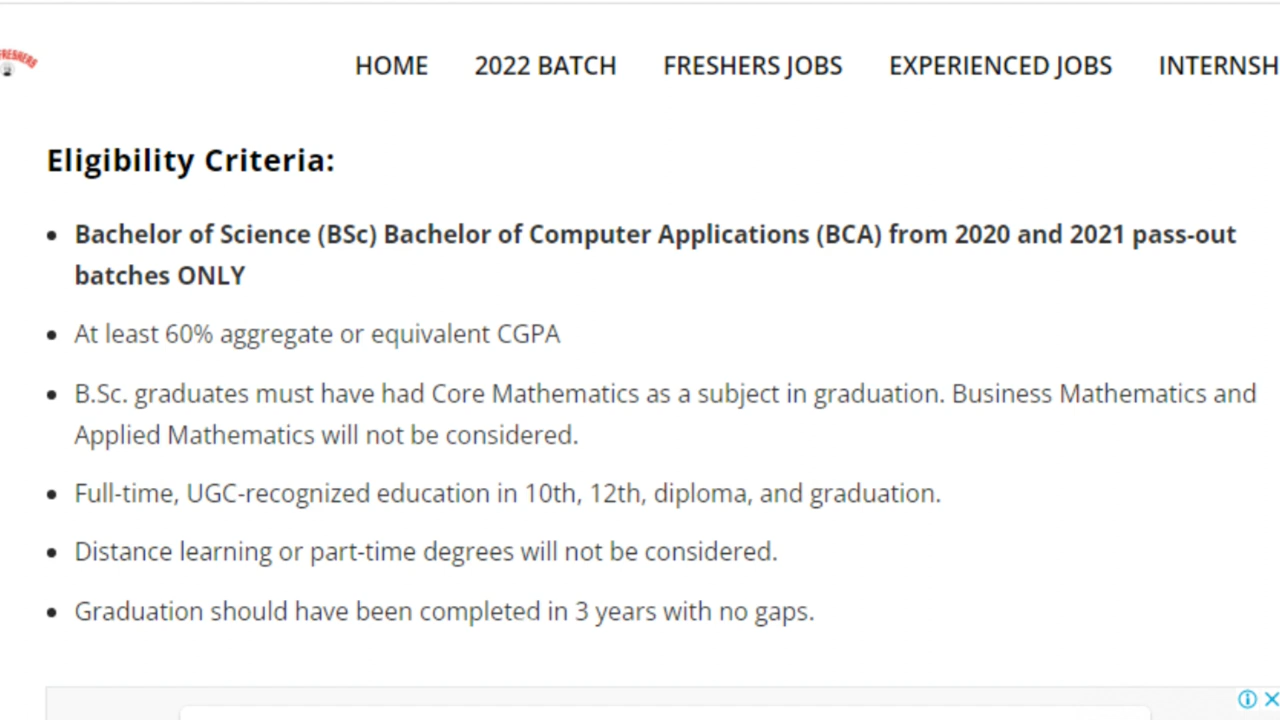 FRESHERS
HOME 2022 BATCH FRESHERS JOBS EXPERIENCED JOBS INTERNSH
Eligibility Criteria:
• Bachelor of Science (BSc) Bachelor of Computer Applications (BCA) from 2020 and 2021 pass-out
batches ONLY
• At least 60% aggregate or equivalent CGPA
• B.Sc. graduates must have had Core Mathematics as a subject in graduation. Business Mathematics and
Applied Mathematics will not be considered.
• Full-time, UGC-recognized education in 10th, 12th, diploma, and graduation.
• Distance learning or part-time degrees will not be considered.
• Graduation should have been completed in 3 years with no gaps.